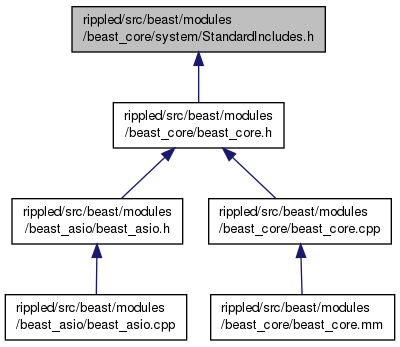 rippled/src/beast/modules
/beast_core/system/StandardIncludes.h
rippled/src/beast/modules
/beast_core/beast_core.h
rippled/src/beast/modules
/beast_asio/beast_asio.h
rippled/src/beast/modules
/beast_core/beast_core.cpp
rippled/src/beast/modules
/beast_asio/beast_asio.cpp
rippled/src/beast/modules
/beast_core/beast_core.mm